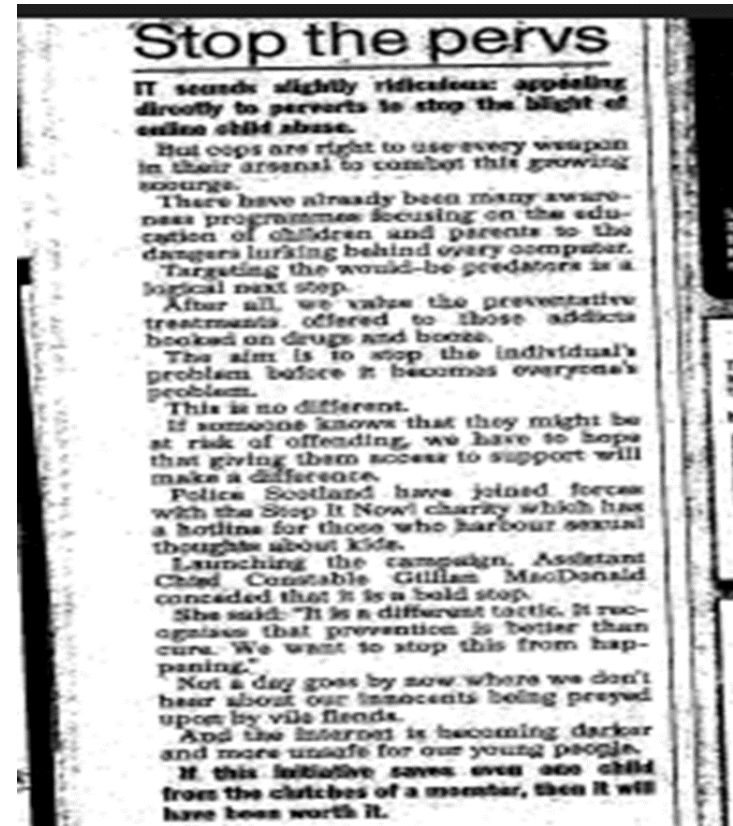 Stop the pervs
IT sounds slightly ridiculous: appealing
directly to perverts to stop the blight of
online child abuse.
But cops are right to use every weapon
in their arsenal to combat this growing
scourge.
There have already been many aware-
ness programmes focusing on the edu-
cation of children and parents to the
dangers lurking behind every computer.
Targeting the would-be predators is a
logical next step.
After all, we value the preventative
treatments offered to those addicts
hooked on drugs and booze.
The aim is to stop the individual's
problem before it becomes everyone's
problem.
This is no different.
If someone knows that they might be
at risk of offending, we have to hope
that giving them access to support will
make a difference.
Police Scotland have joined forces
with the Stop It Now! charity which has
a hotline for those who harbour sexual
thoughts about kids.
Launching the campaign, Assistant
Chief Constable Gillian MacDonald
conceded that it is a bold step.
She said: "It is a different tactic. It rec-
ognises that prevention is better than
cure. We want to stop this from hap-
pening."
Not a day goes by now where we don't
hear about our innocents being preyed
upon by vile fiends.
And the internet is becoming darker
and more unsafe for our young people.
If this initiative saves even one child
from the clutches of a monster, then it will
have been worth it.